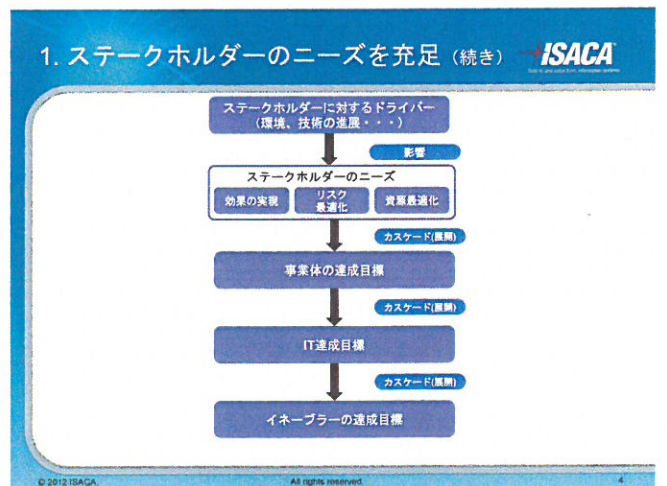 1. ステークホルダーのニーズを充足(続き)
ISACA
ステークホルダーに対するドライバー
(環境、技術の進展・・・)
影響
ステークホルダーのニーズ
効果の実現
リスク
最適化
資源最適化
カスケード(展開)
事業体の達成目標
カスケード(展開)
IT達成目標
カスケード(展開)
イネーブラーの達成目標
© 2012 ISACA.
All rights reserved.
4